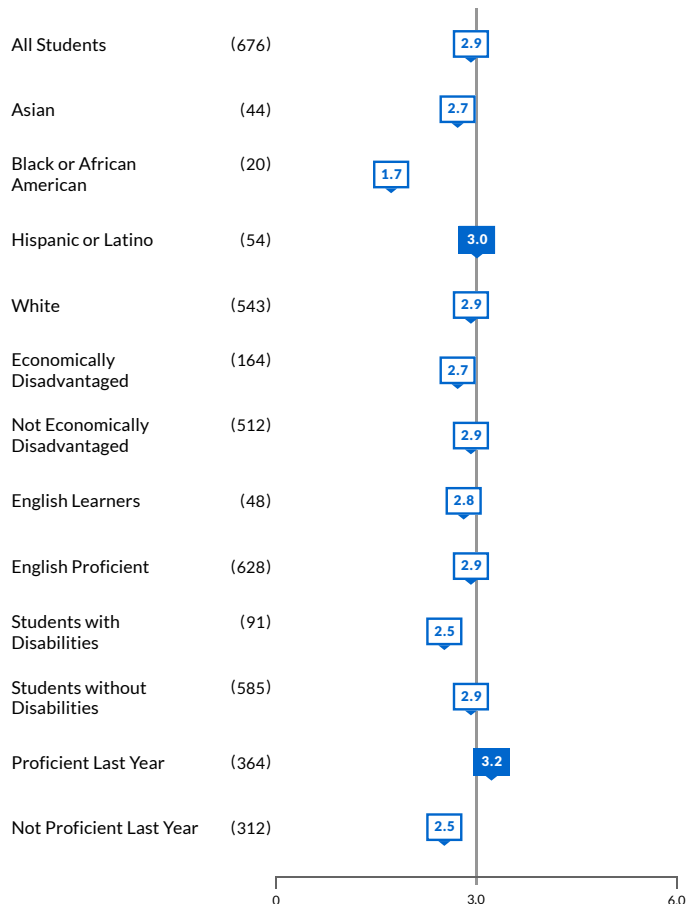 All Students (676) 2.9
Asian (44) 2.7
Black or African (20)
American
1.7
Hispanic or Latino (54) 3.0
White (543) 2.9
Economically (164)
Disadvantaged
2.7
Not Economically (512)
Disadvantaged
2.9
English Learners (48) 2.8
English Proficient (628) 2.9
Students with (91)
Disabilities
2.5
Students without (585)
Disabilities
2.9
Proficient Last Year (364) 3.2
Not Proficient Last Year (312) 2.5
0 3.0 6.0